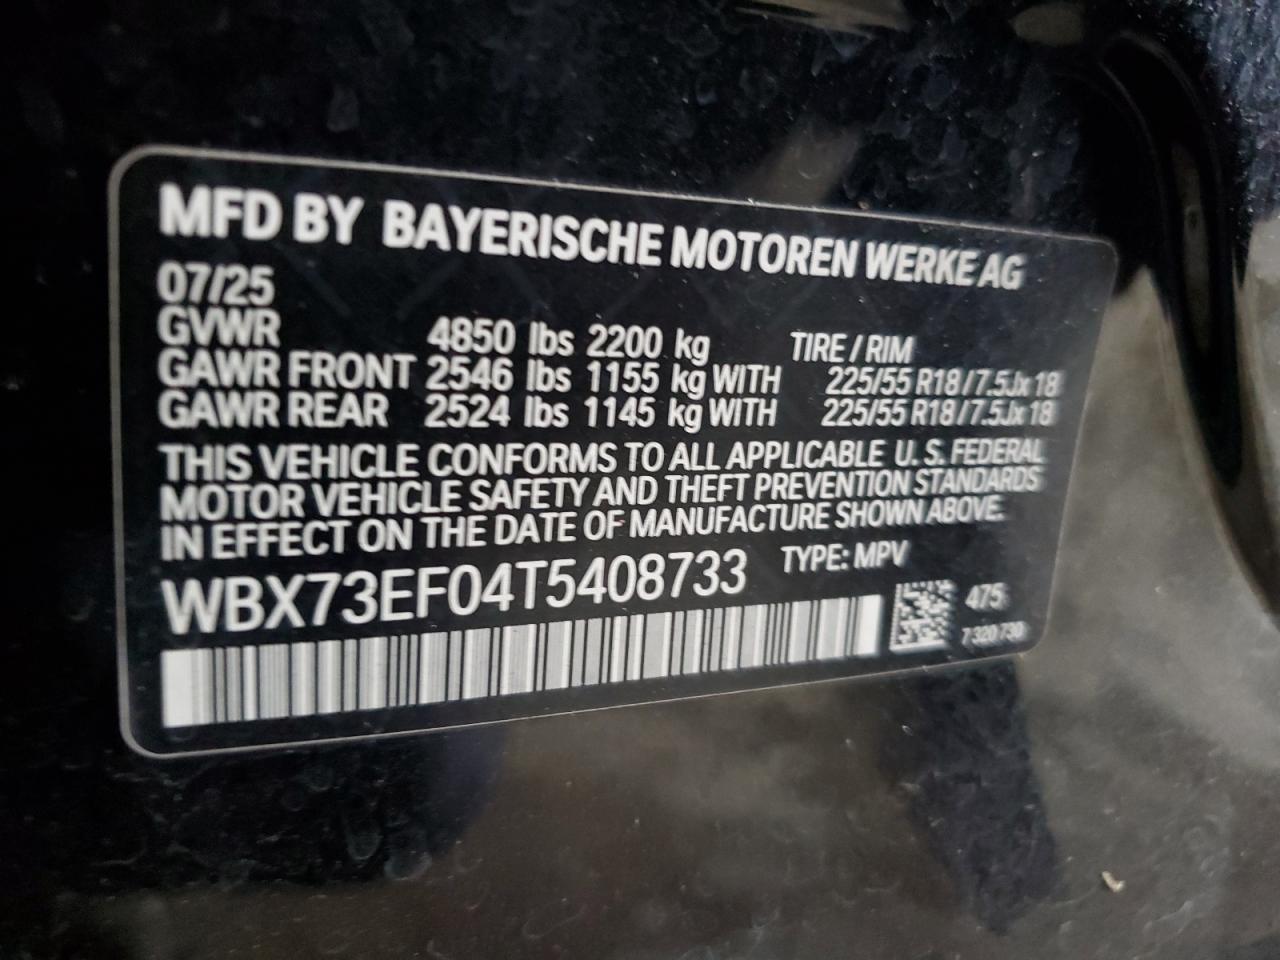 MFD BY BAYERISCHE MOTOREN WERKE AG
07/25
GVWR 4850 lbs 2200 kg TIRE / RIM
GAWR FRONT 2546 lbs 1155 kg WITH 225/55 R18 / 7.5Jx18
GAWR REAR 2524 lbs 1145 kg WITH 225/55 R18 / 7.5Jx18
THIS VEHICLE CONFORMS TO ALL APPLICABLE U. S. FEDERAL
MOTOR VEHICLE SAFETY AND THEFT PREVENTION STANDARDS
IN EFFECT ON THE DATE OF MANUFACTURE SHOWN ABOVE.
WBX73EF04T5408733 TYPE: MPV
475
7 320 730